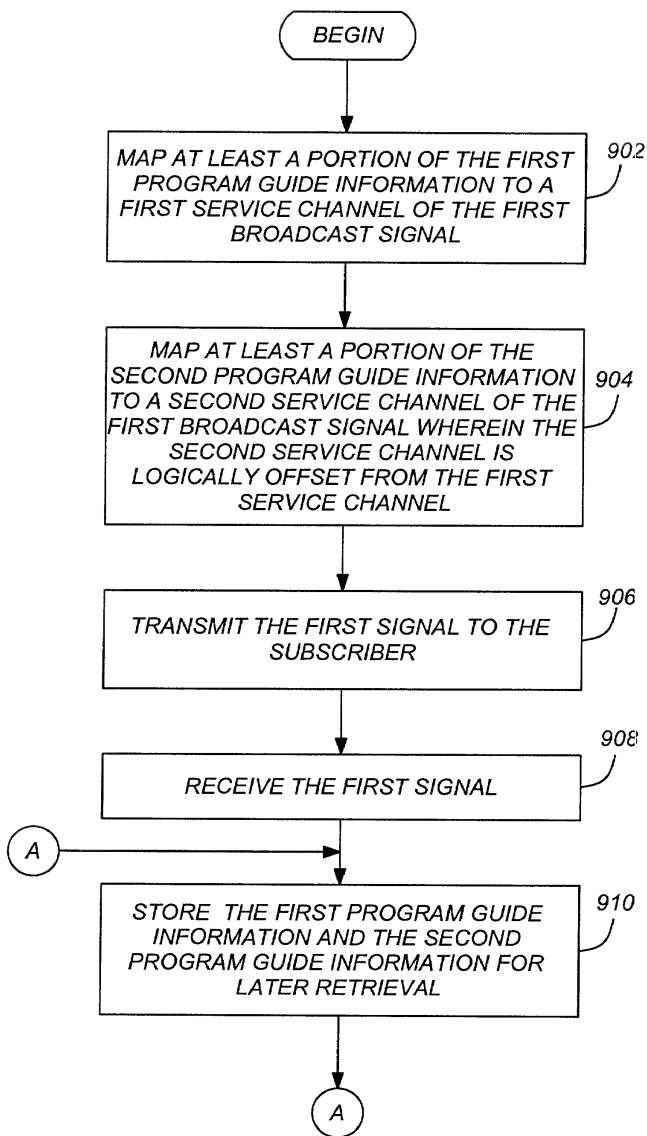 BEGIN
MAP AT LEAST A PORTION OF THE FIRST
PROGRAM GUIDE INFORMATION TO A
FIRST SERVICE CHANNEL OF THE FIRST
BROADCAST SIGNAL
902
MAP AT LEAST A PORTION OF THE
SECOND PROGRAM GUIDE INFORMATION
TO A SECOND SERVICE CHANNEL OF THE
FIRST BROADCAST SIGNAL WHEREIN THE
SECOND SERVICE CHANNEL IS
LOGICALLY OFFSET FROM THE FIRST
SERVICE CHANNEL
904
TRANSMIT THE FIRST SIGNAL TO THE
SUBSCRIBER
906
RECEIVE THE FIRST SIGNAL
908
A
STORE THE FIRST PROGRAM GUIDE
INFORMATION AND THE SECOND
PROGRAM GUIDE INFORMATION FOR
LATER RETRIEVAL
910
A